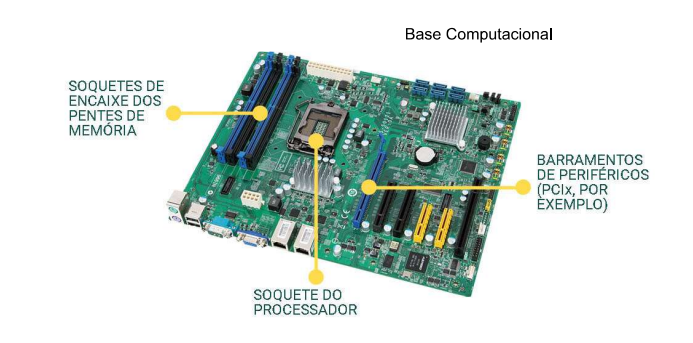 Base Computacional
SOQUETES DE
ENCAIXE DOS
PENTES DE
MEMÓRIA
BARRAMENTOS
DE PERIFÉRICOS
(PCIx, POR
EXEMPLO)
SOQUETE DO
PROCESSADOR